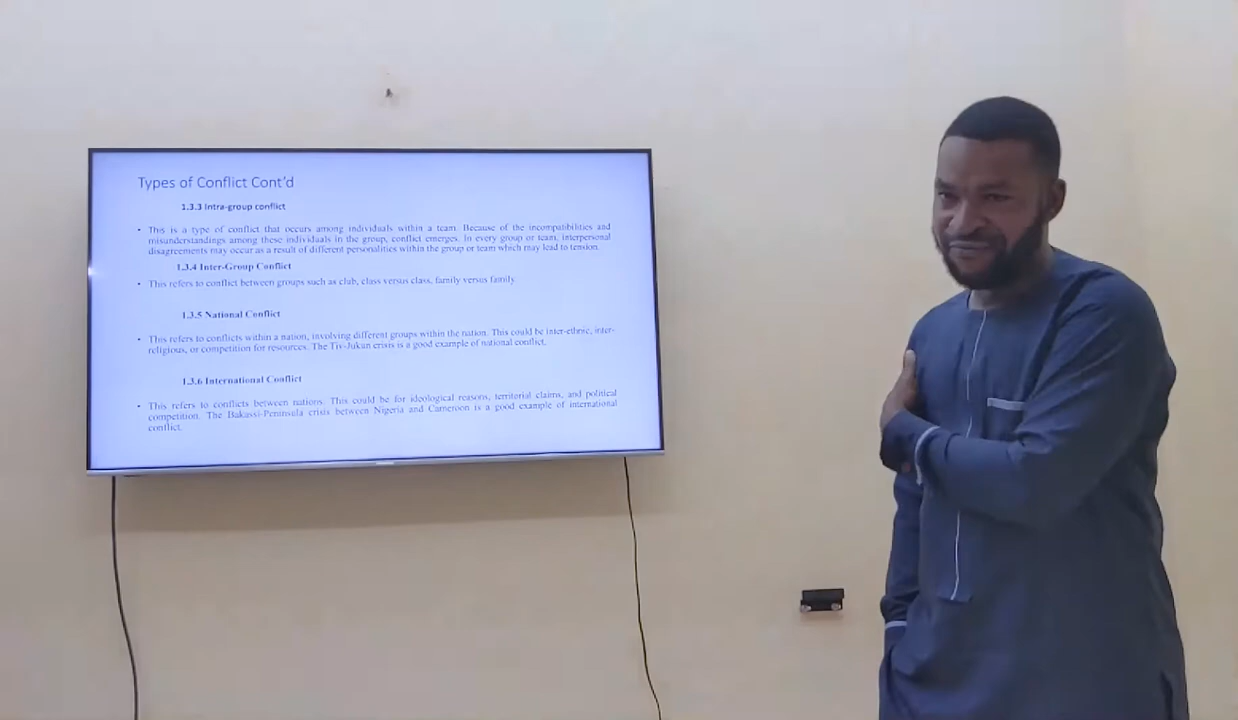 Types of Conflict Cont'd
1.3.3 Intra-group conflict
• This is a type of conflict that occurs among individuals within a team. Because of the incompatibilities and
misunderstandings among these individuals in the group, conflict emerges. In every group or team, interpersonal
disagreements may occur as a result of different personalities within the group or team which may lead to tension.
1.3.4 Inter-Group Conflict
• This refers to conflict between groups such as club, class versus class, family versus family.
1.3.5 National Conflict
• This refers to conflicts within a nation, involving different groups within the nation. This could be inter-ethnic, inter-
religious, or competition for resources. The Tiv-Jukun crisis is a good example of national conflict.
1.3.6 International Conflict
• This refers to conflicts between nations. This could be for ideological reasons, territorial claims, and political
competition. The Bakassi-Peninsula crisis between Nigeria and Cameroon is a good example of international
conflict.